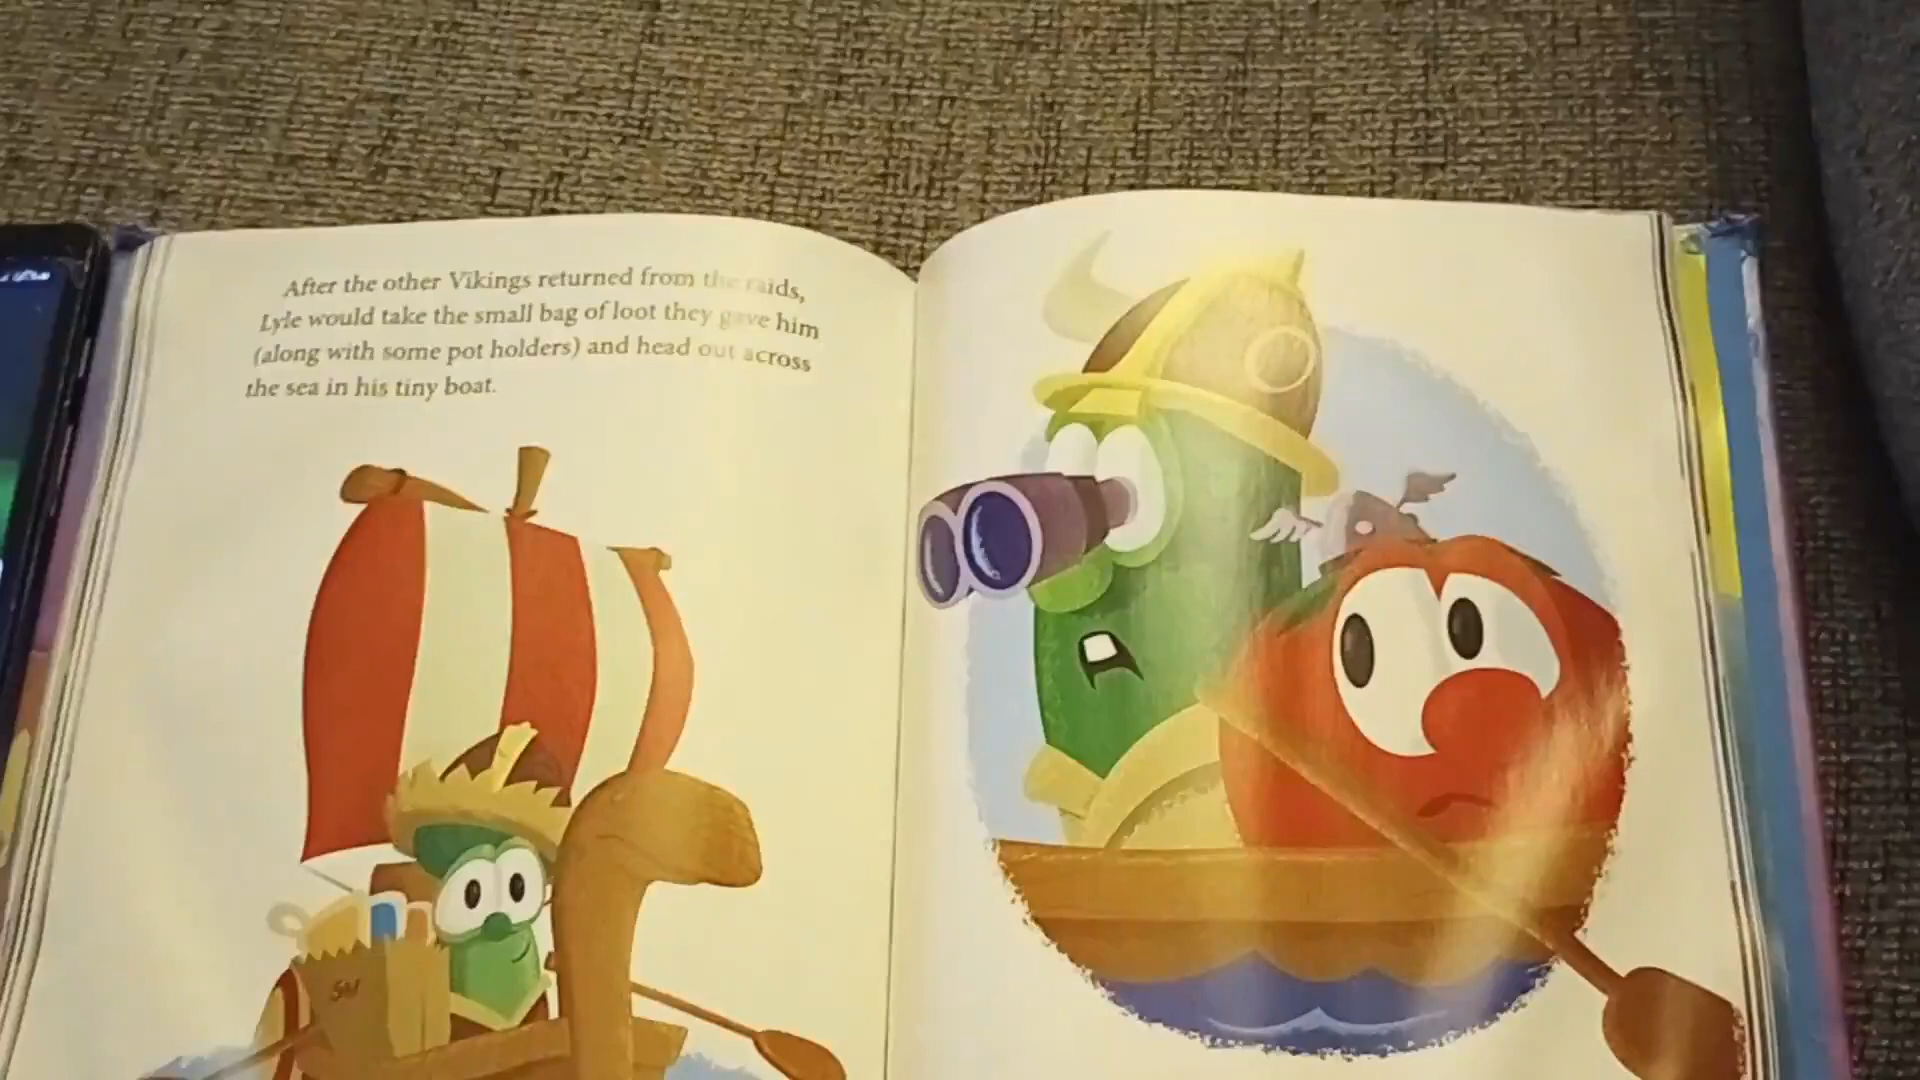 After the other Vikings returned from the raids,
Lyle would take the small bag of loot they gave him
(along with some pot holders) and head out across
the sea in his tiny boat.